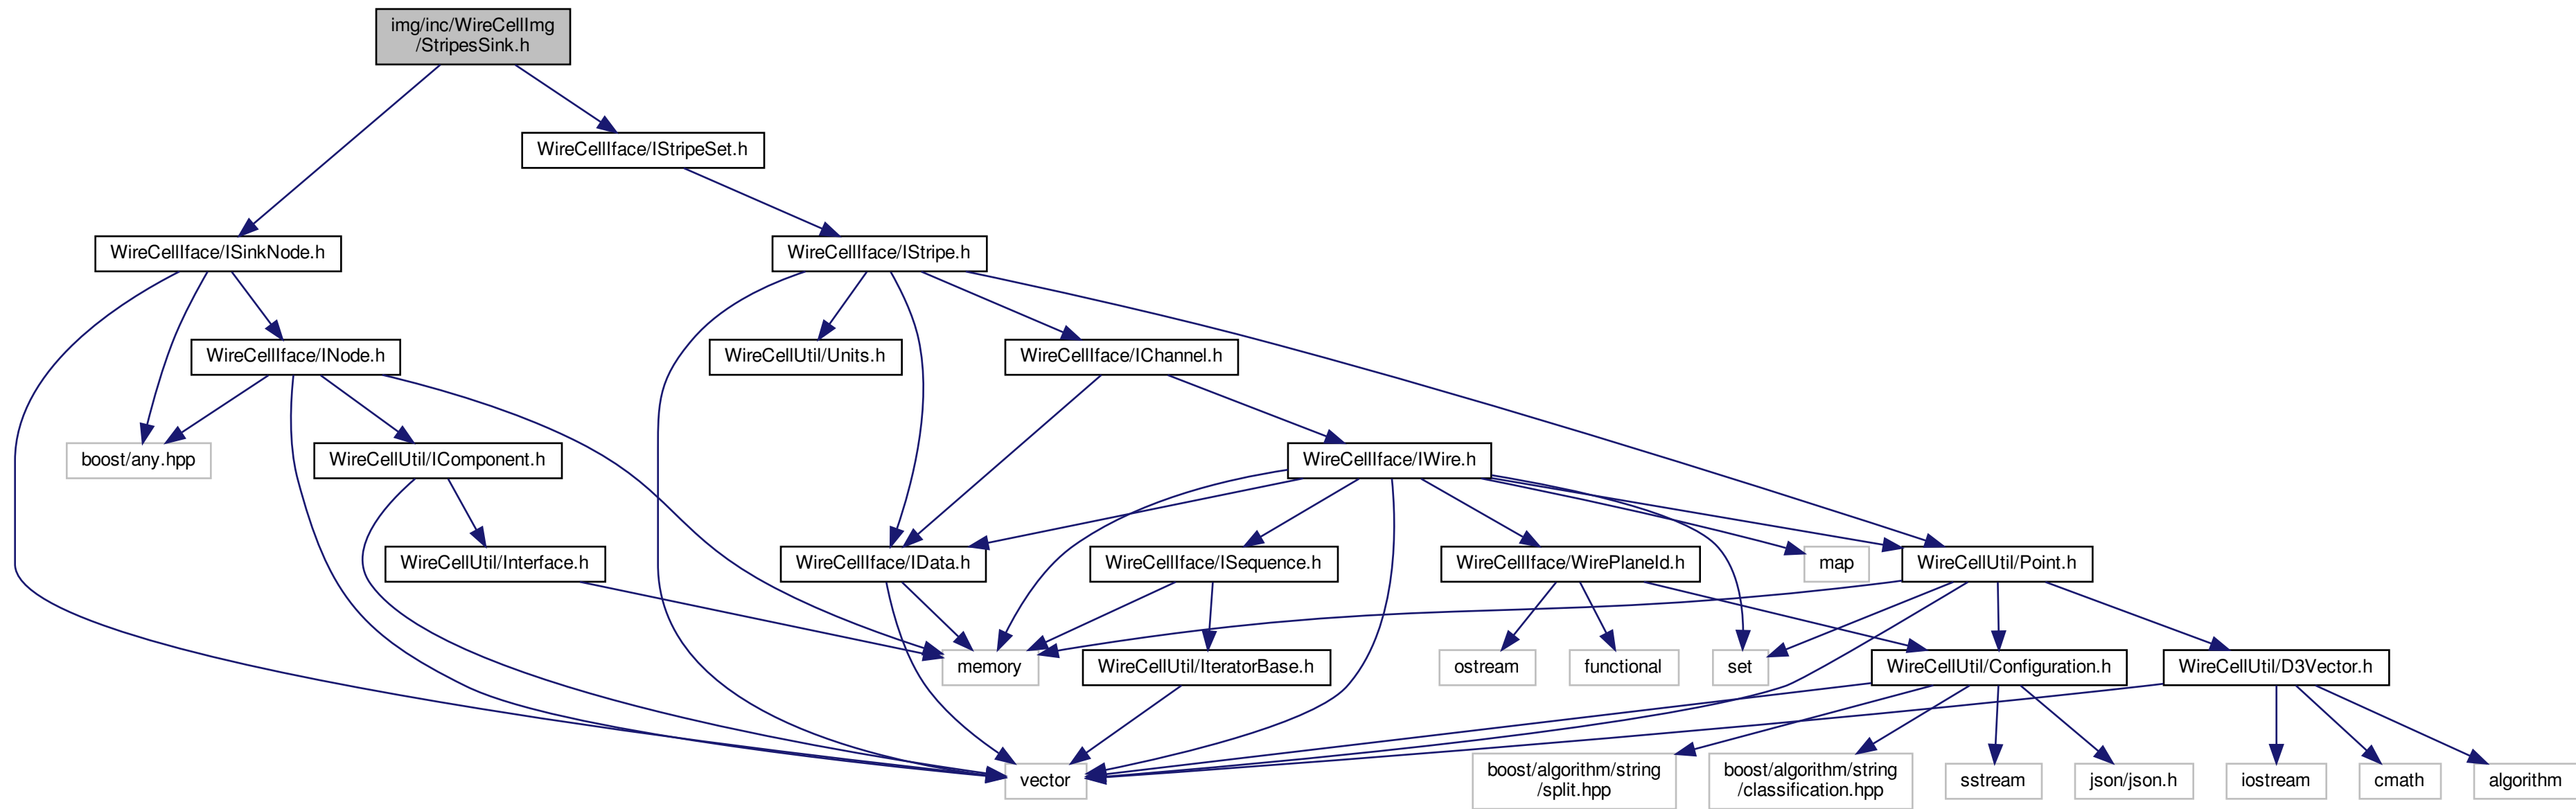 img/inc/WireCellImg
/StripesSink.h
WireCellIface/IStripeSet.h
WireCellIface/ISinkNode.h
WireCellIface/IStripe.h
WireCellIface/INode.h
WireCellUtil/Units.h
WireCellIface/IChannel.h
boost/any.hpp
WireCellUtil/IComponent.h
WireCellIface/IWire.h
WireCellUtil/Interface.h
WireCellIface/IData.h
WireCellIface/ISequence.h
WireCellIface/WirePlaneId.h
map
WireCellUtil/Point.h
memory
WireCellUtil/IteratorBase.h
ostream
functional
set
WireCellUtil/Configuration.h
WireCellUtil/D3Vector.h
vector
boost/algorithm/string
/split.hpp
boost/algorithm/string
/classification.hpp
sstream
json/json.h
iostream
cmath
algorithm